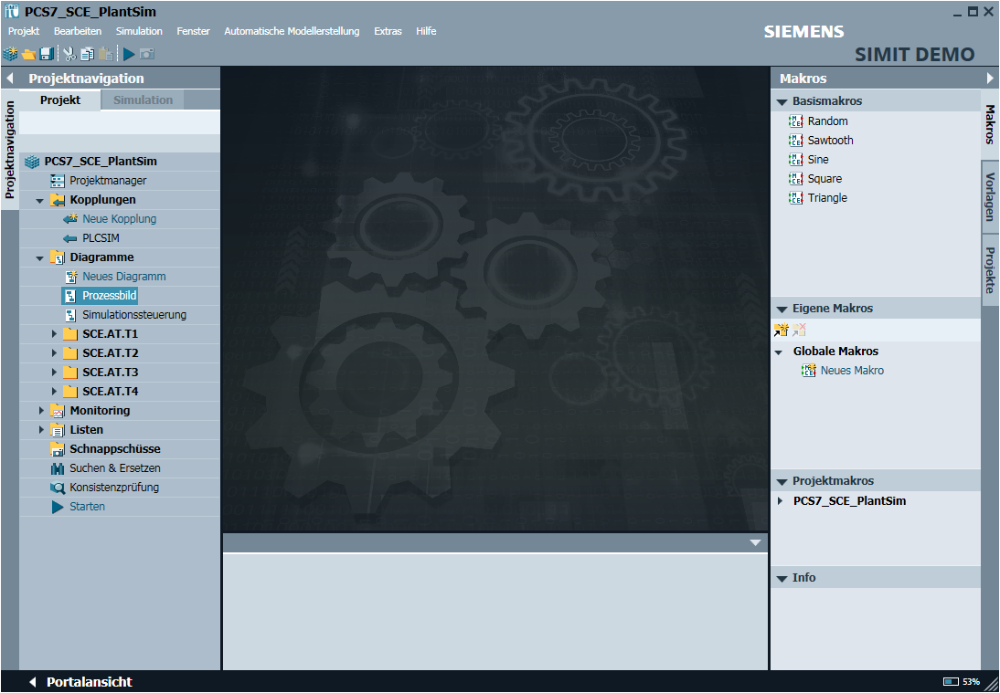 PCS7_SCE_PlantSim
Projekt Bearbeiten Simulation Fenster Automatische Modellerstellung Extras Hilfe
SIEMENS
SIMIT DEMO
Projektnavigation
Projekt Simulation
Projektnavigation
PCS7_SCE_PlantSim
Projektmanager
Kopplungen
Neue Kopplung
PLCSIM
Diagramme
Neues Diagramm
Prozessbild
Simulationssteuerung
SCE.AT.T1
SCE.AT.T2
SCE.AT.T3
SCE.AT.T4
Monitoring
Listen
Schnappschüsse
Suchen & Ersetzen
Konsistenzprüfung
Starten
Makros
Basismakros
Random
Sawtooth
Sine
Square
Triangle
Eigene Makros
Globale Makros
Neues Makro
Projektmakros
PCS7_SCE_PlantSim
Info
Makros
Vorlagen
Projekte
Portalansicht
53%